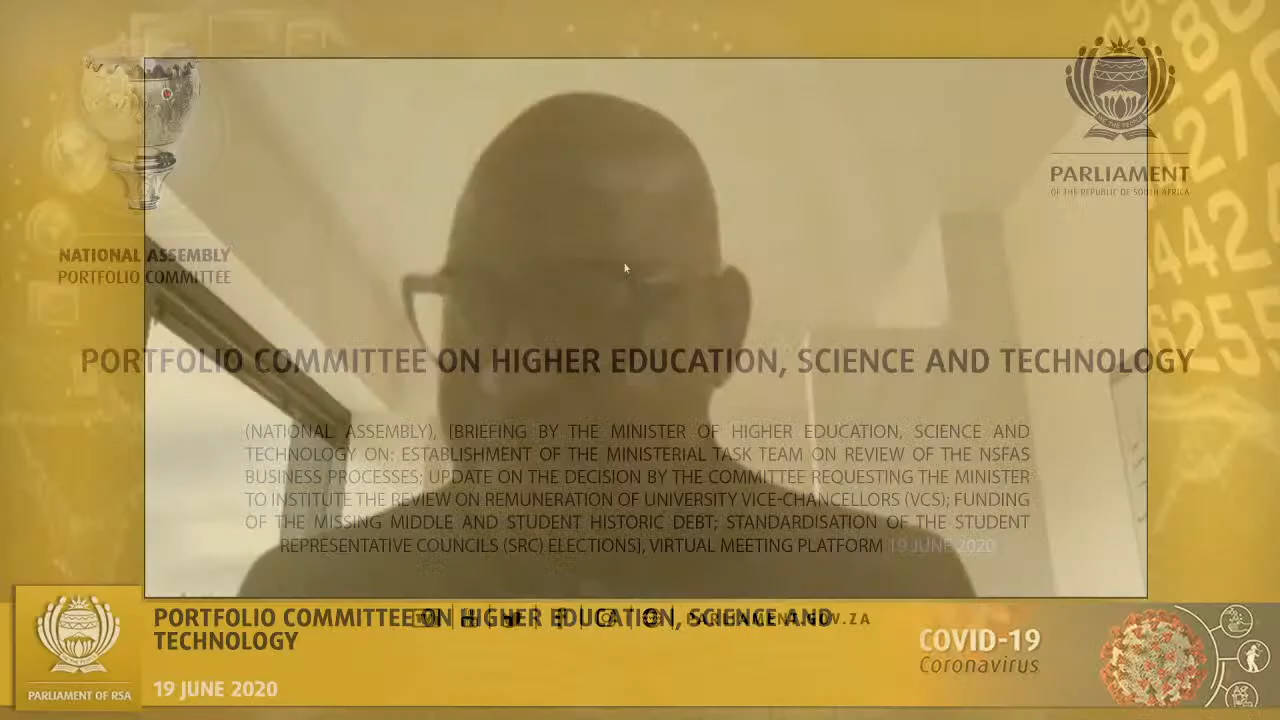 NATIONAL ASSEMBLY
PORTFOLIO COMMITTEE
PARLIAMENT
OF THE REPUBLIC OF SOUTH AFRICA
PORTFOLIO COMMITTEE ON HIGHER EDUCATION, SCIENCE AND TECHNOLOGY
(NATIONAL ASSEMBLY), [BRIEFING BY THE MINISTER OF HIGHER EDUCATION, SCIENCE AND
TECHNOLOGY ON: ESTABLISHMENT OF THE MINISTERIAL TASK TEAM ON REVIEW OF THE NSFAS
BUSINESS PROCESSES; UPDATE ON THE DECISION BY THE COMMITTEE REQUESTING THE MINISTER
TO INSTITUTE THE REVIEW ON REMUNERATION OF UNIVERSITY VICE-CHANCELLORS (VCS); FUNDING
OF THE MISSING MIDDLE AND STUDENT HISTORIC DEBT; STANDARDISATION OF THE STUDENT
REPRESENTATIVE COUNCILS (SRC) ELECTIONS], VIRTUAL MEETING PLATFORM 19 JUNE 2020
PORTFOLIO COMMITTEE ON HIGHER EDUCATION, SCIENCE AND
TECHNOLOGY
19 JUNE 2020
PARLIAMENT OF RSA
PARLIAMENT.GOV.ZA
COVID-19
Coronavirus